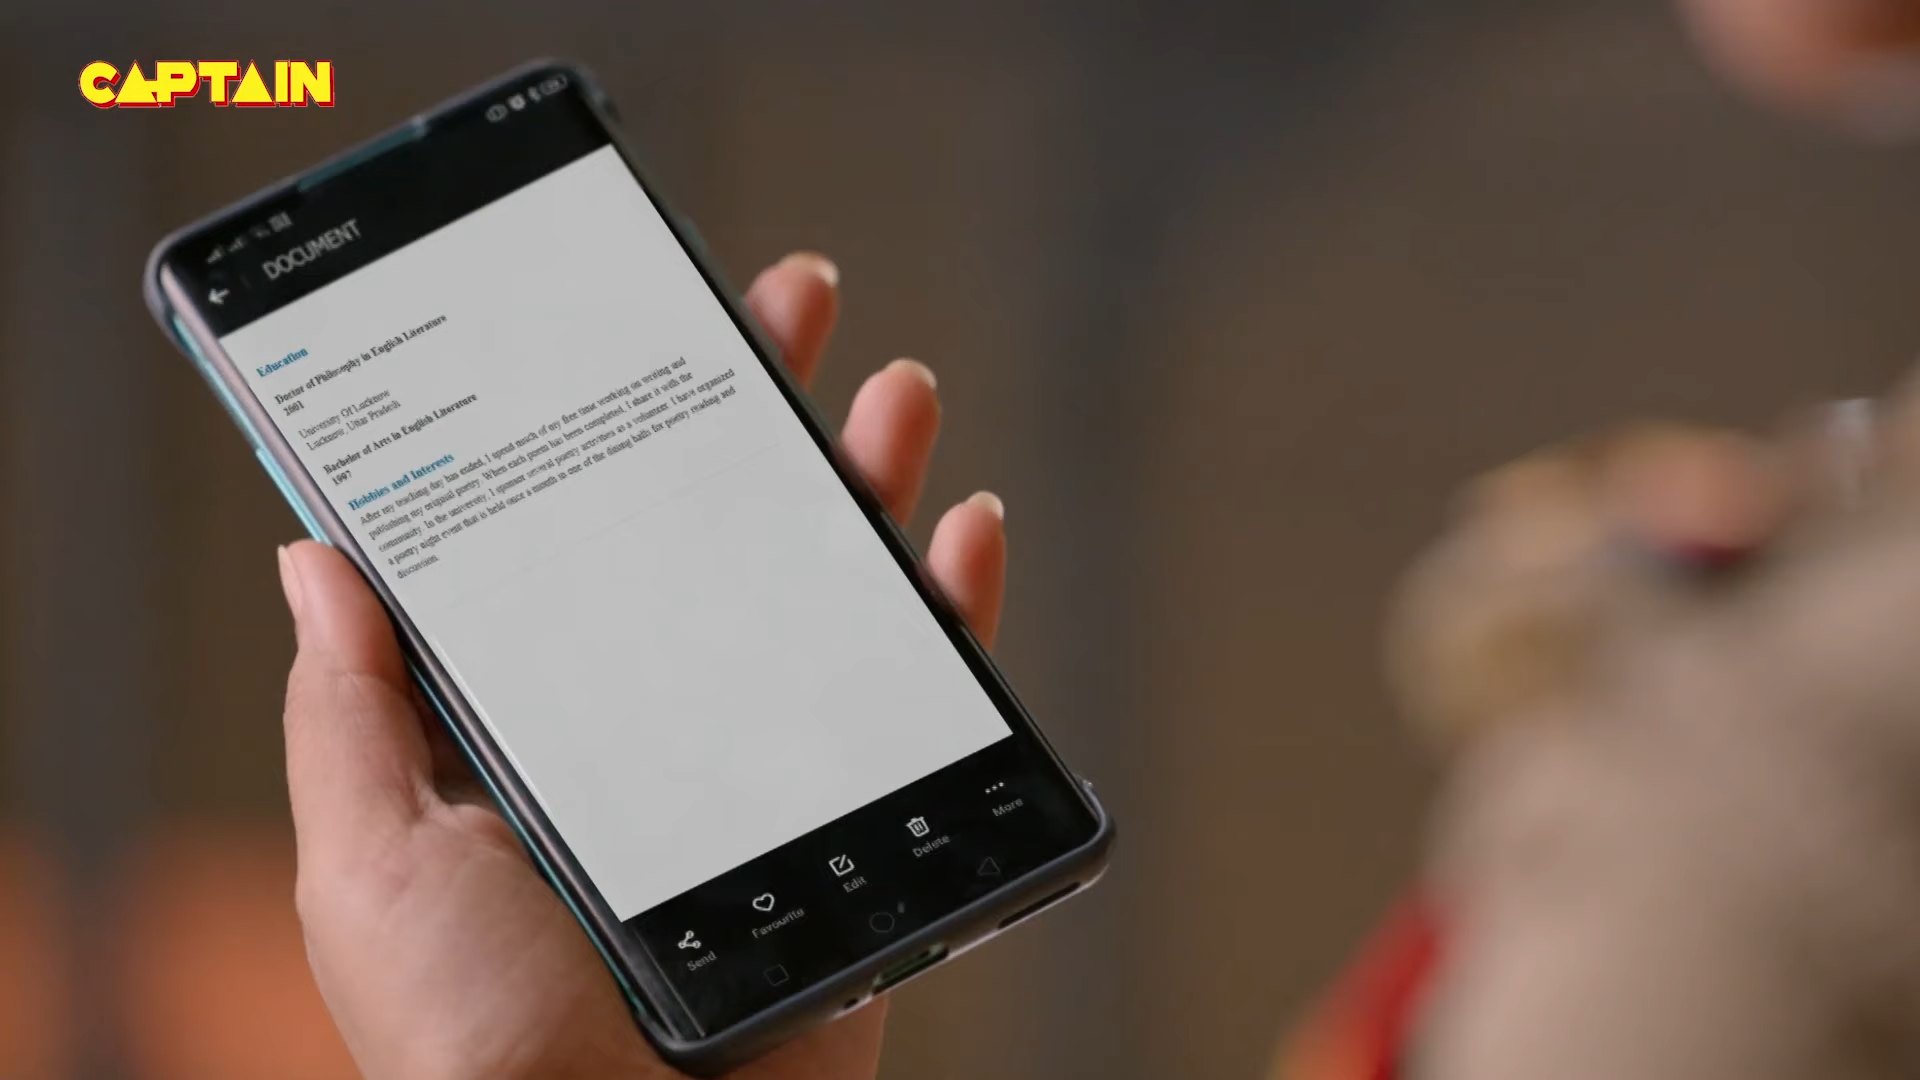 CAPTAIN
DOCUMENT
Education
Doctor of Philosophy in English Literature
2001
University Of Lucknow
Lucknow, Uttar Pradesh
Bachelor of Arts in English Literature
1997
Hobbies and Interests
After my teaching day has ended, I spend much of my free time working on writing and
publishing my original poetry. When each poem has been completed, I share it with the
community. In the university, I sponsor several poetry activities as a volunteer. I have organized
a poetry night event that is held once a month in one of the dining halls for poetry reading and
discussion.
Send
Favourite
Edit
Delete
More